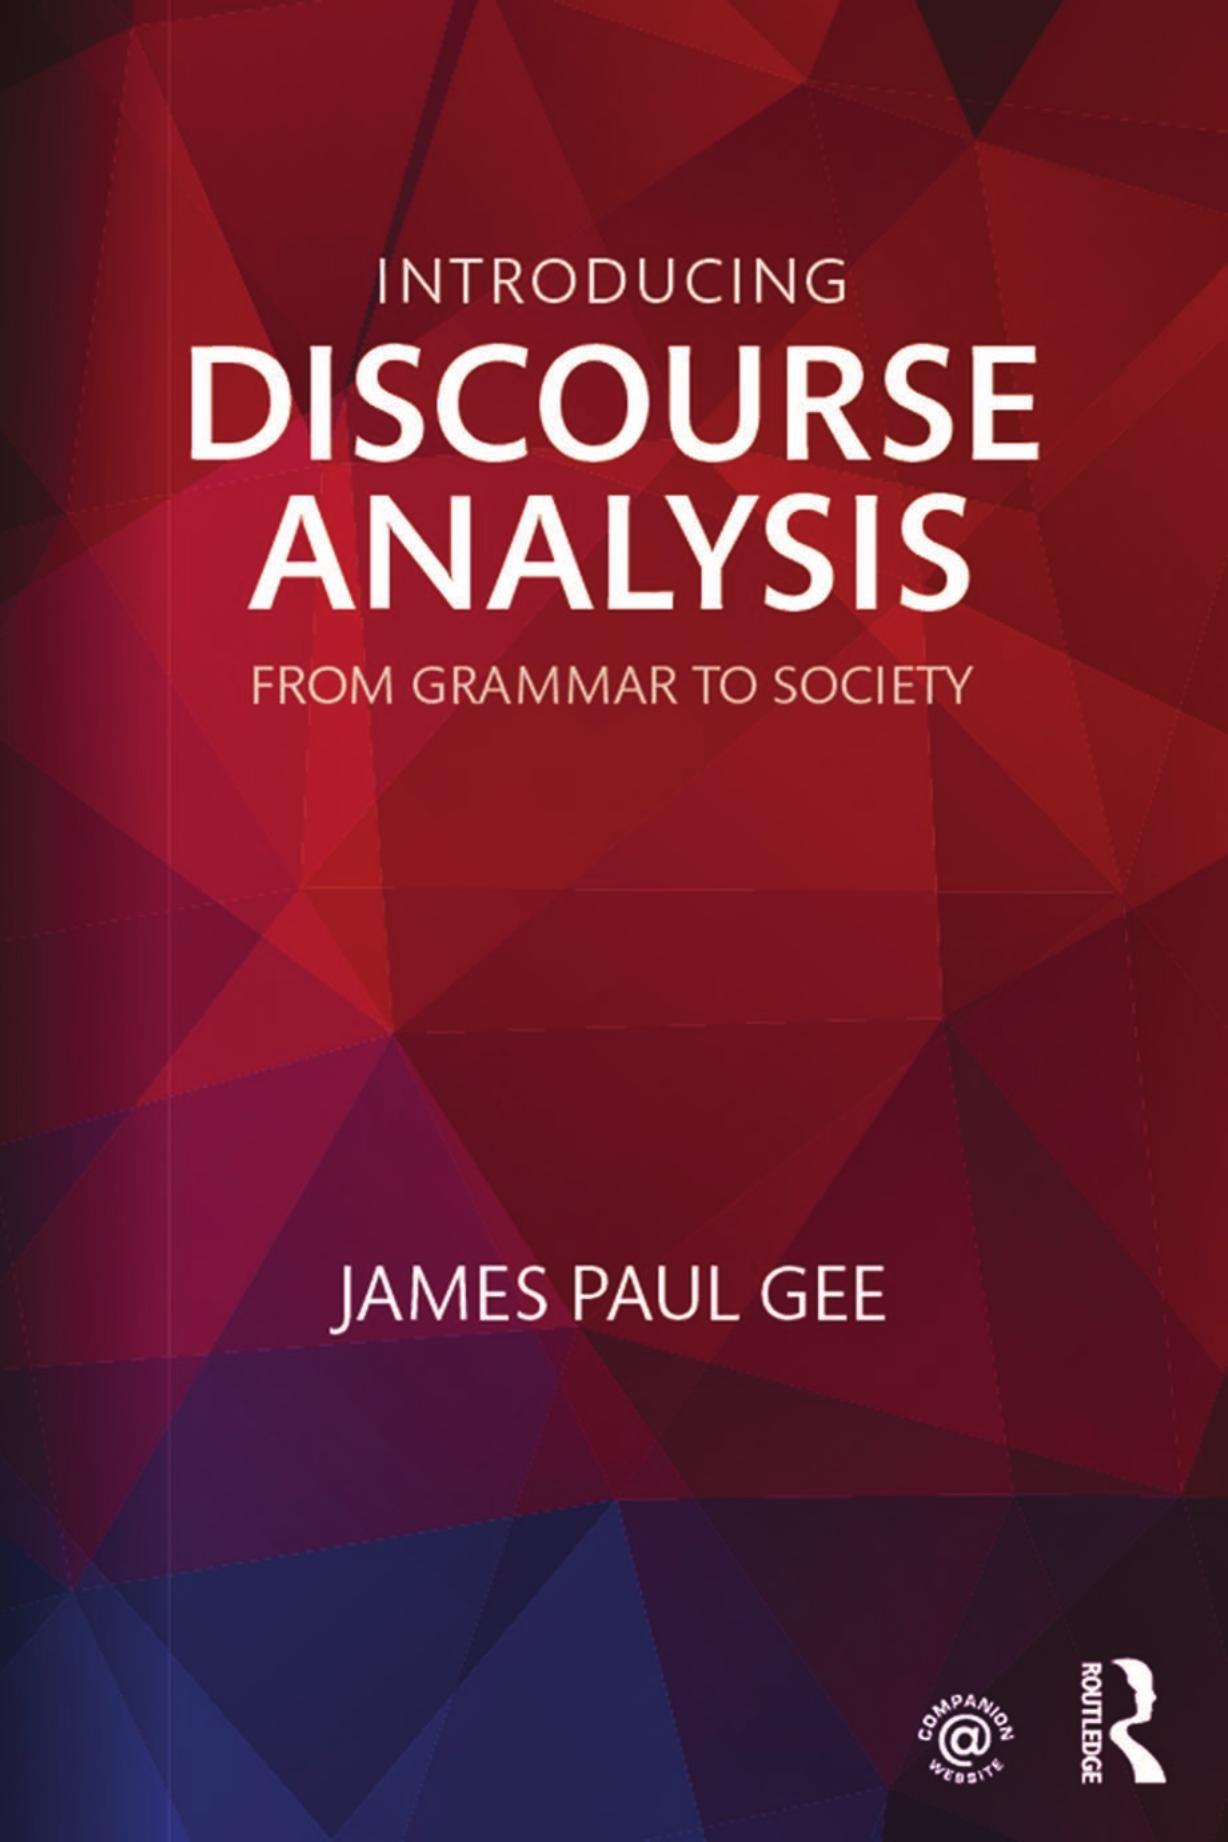 INTRODUCING
DISCOURSE
ANALYSIS
FROM GRAMMAR TO SOCIETY
JAMES PAUL GEE
COMPANION
@
WEBSITE
ROUTLEDGE